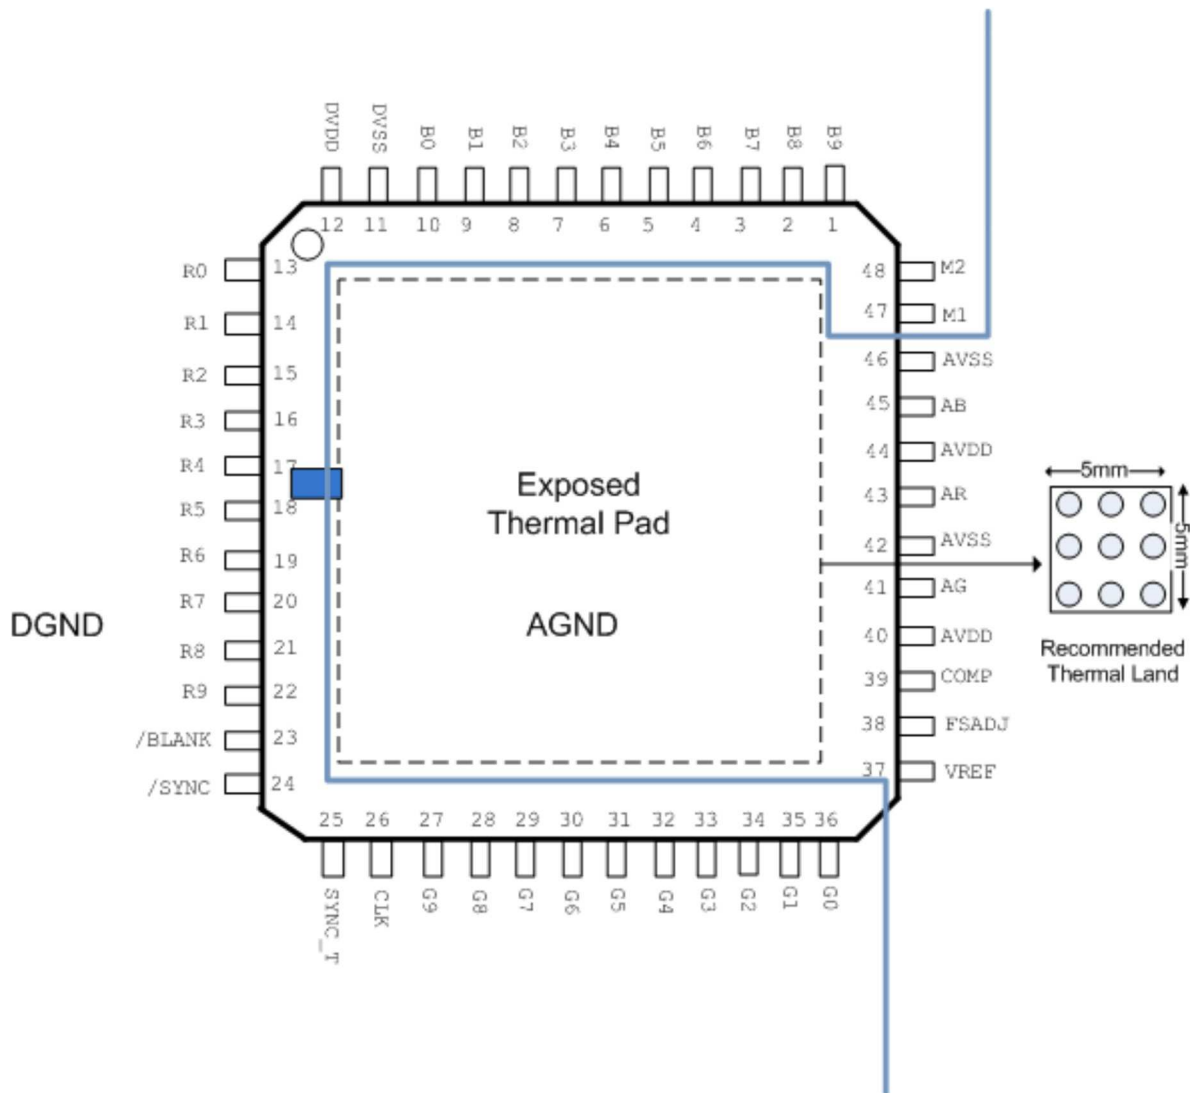 DVDD DVSS B0 B1 B2 B3 B4 B5 B6 B7 B8 B9
12 11 10 9 8 7 6 5 4 3 2 1
R0 13
R1 14
R2 15
R3 16
R4 17
R5 18
R6 19
R7 20
R8 21
R9 22
/BLANK 23
/SYNC 24
48 M2
47 M1
46 AVSS
45 AB
44 AVDD
43 AR
42 AVSS
41 AG
40 AVDD
39 COMP
38 FSADJ
37 VREF
Exposed
Thermal Pad
AGND
DGND
5mm
5mm
Recommended
Thermal Land
25 26 27 28 29 30 31 32 33 34 35 36
SYNC_T CLK G9 G8 G7 G6 G5 G4 G3 G2 G1 G0